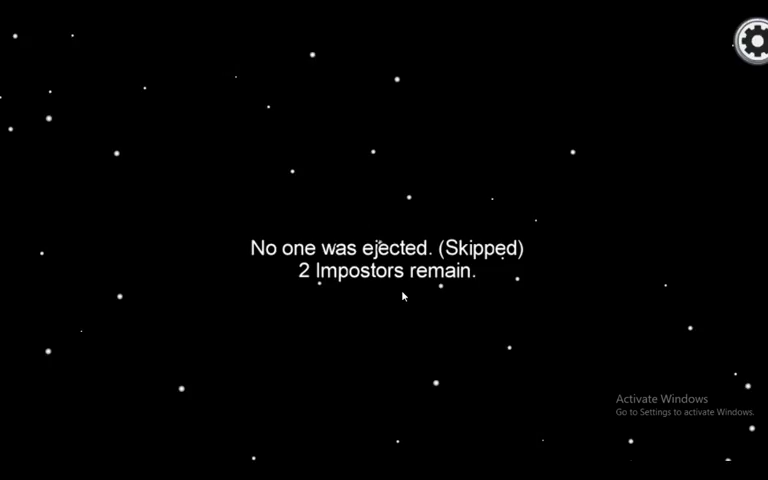 No one was ejected. (Skipped)
2 Impostors remain.
Activate Windows
Go to Settings to activate Windows.